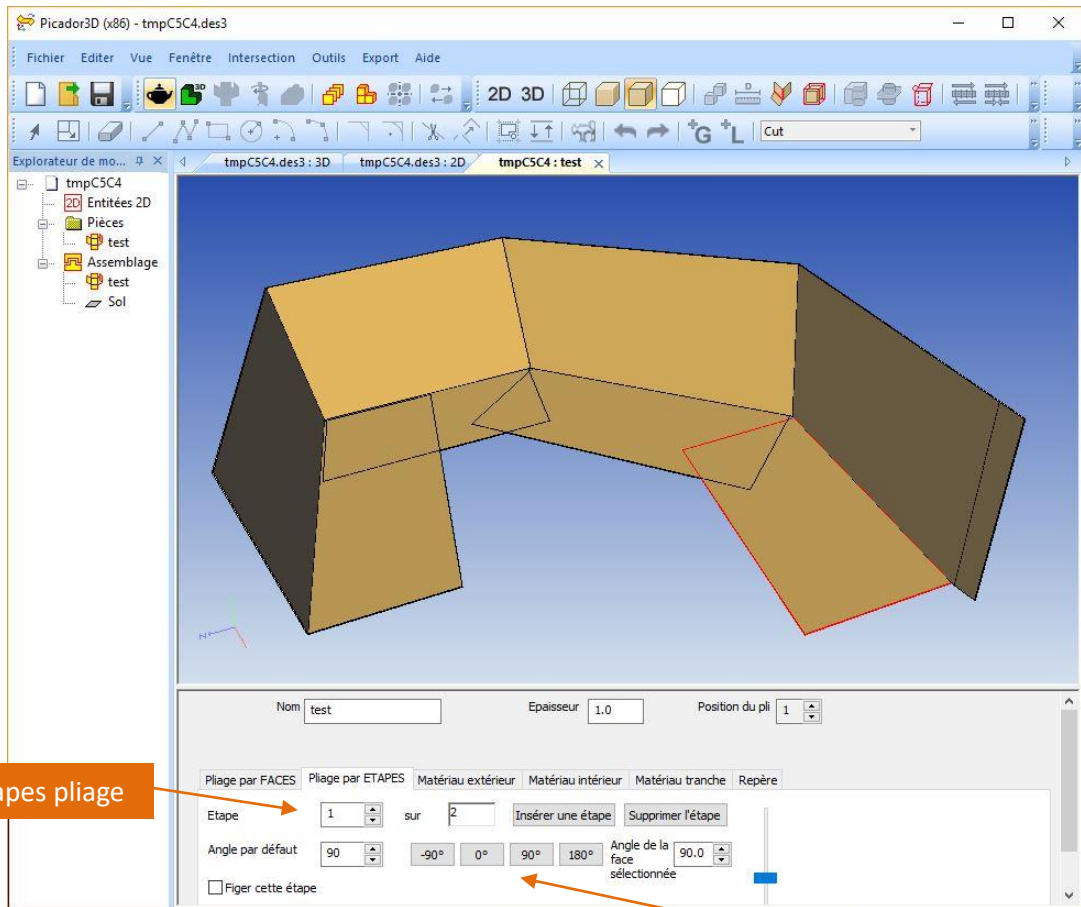 Picador3D (x86) - tmpC5C4.des3
Fichier Editer Vue Fenêtre Intersection Outils Export Aide
2D 3D
G L Cut
Explorateur de mo...
tmpC5C4.des3 : 3D tmpC5C4.des3 : 2D tmpC5C4 : test
tmpC5C4
2D Entitées 2D
Pièces
test
Assemblage
test
Sol
Nom test Epaisseur 1.0 Position du pli 1
Pliage par FACES Pliage par ETAPES Matériau extérieur Matériau intérieur Matériau tranche Repère
apes pliage
Etape 1 sur 2 Insérer une étape Supprimer l'étape
Angle par défaut 90 -90° 0° 90° 180° Angle de la face sélectionnée 90.0
Figer cette étape